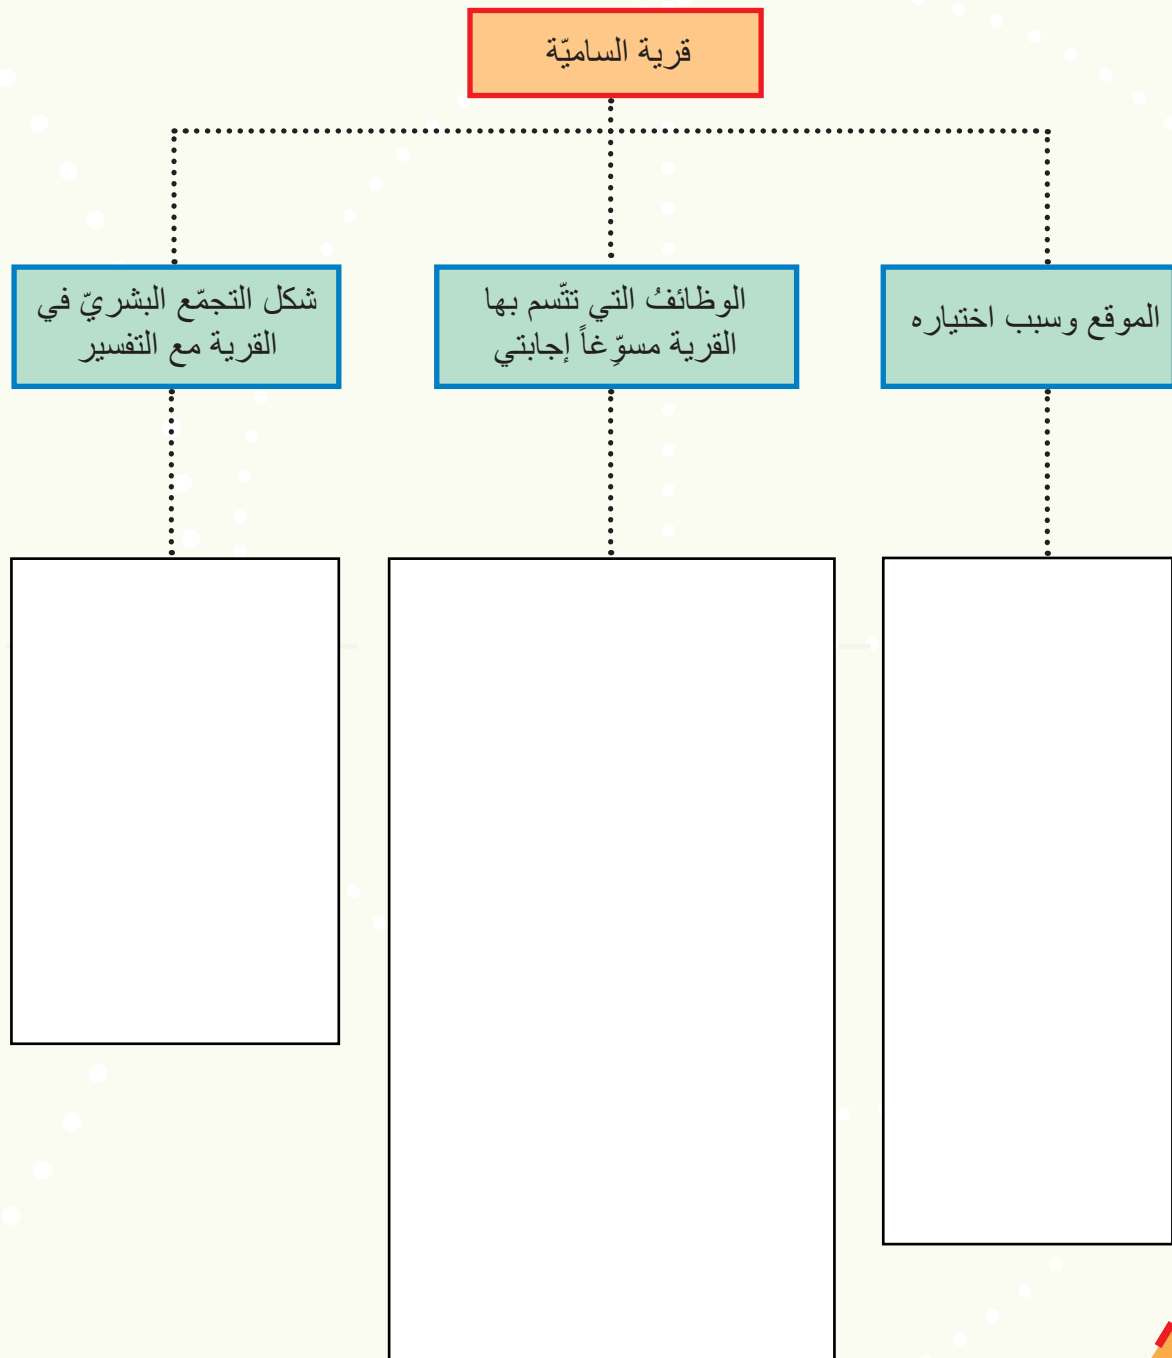 قرية الساميّة
الموقع وسبب اختياره
الوظائفُ التي تتّسم بها
القرية مسوِّغاً إجابتي
شكل التجمّع البشريّ في
القرية مع التفسير